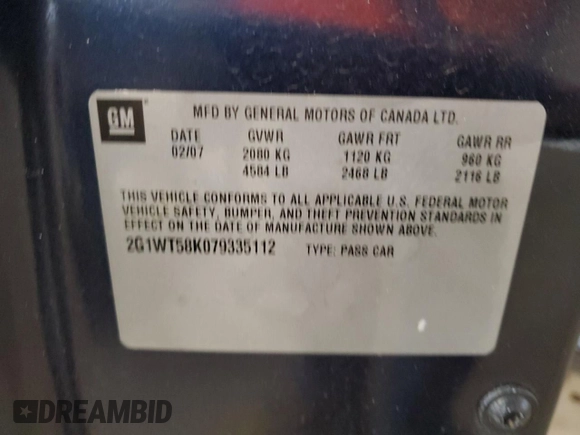 GM
MFD BY GENERAL MOTORS OF CANADA LTD.
DATE GVWR GAWR FRT GAWR RR
02/07 2080 KG 1120 KG 960 KG
4584 LB 2468 LB 2116 LB
THIS VEHICLE CONFORMS TO ALL APPLICABLE U.S. FEDERAL MOTOR
VEHICLE SAFETY, BUMPER, AND THEFT PREVENTION STANDARDS IN
EFFECT ON THE DATE OF MANUFACTURE SHOWN ABOVE.
2G1WT58K079335112 TYPE: PASS CAR
DREAMBID